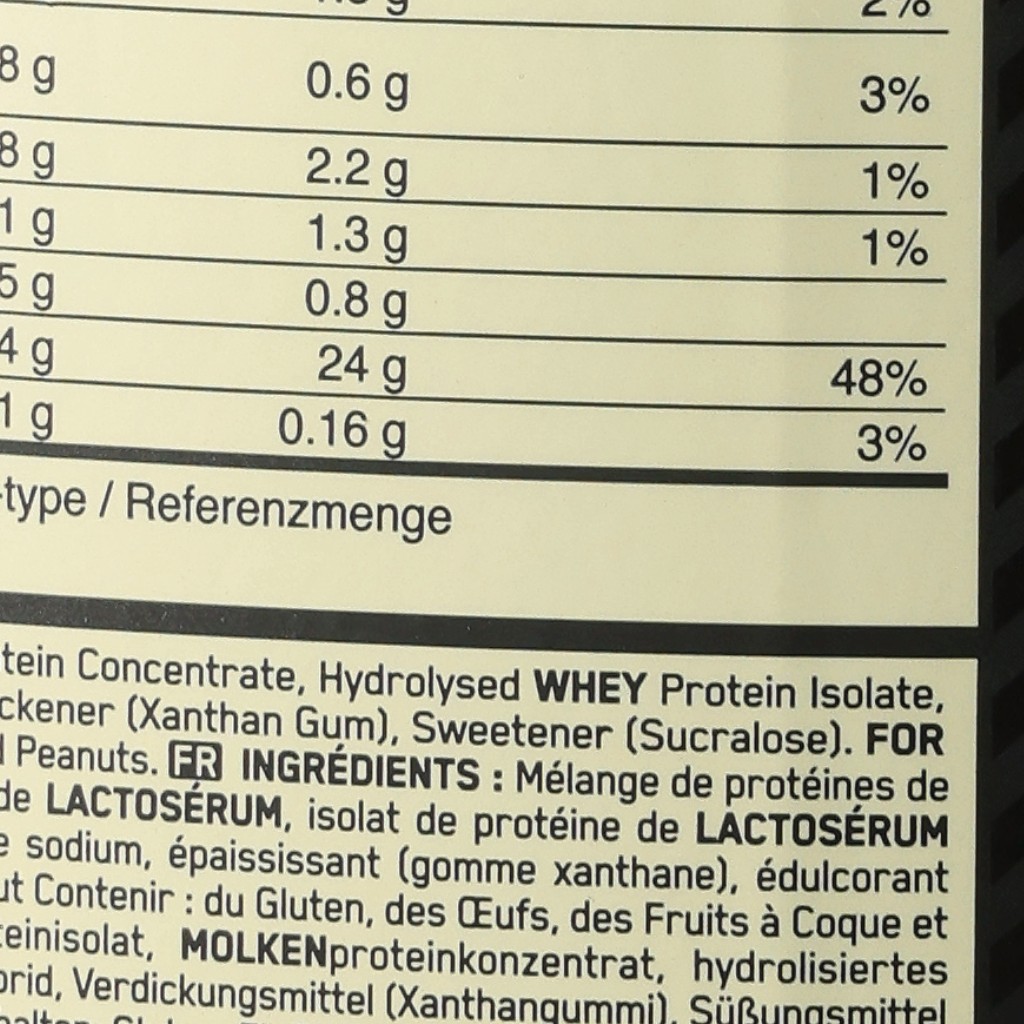 2%
8 g 0.6 g 3%
8 g 2.2 g 1%
1 g 1.3 g 1%
5 g 0.8 g
4 g 24 g 48%
1 g 0.16 g 3%
-type / Referenzmenge
tein Concentrate, Hydrolysed WHEY Protein Isolate,
ckener (Xanthan Gum), Sweetener (Sucralose). FOR
Peanuts. FR INGRÉDIENTS : Mélange de protéines de
de LACTOSÉRUM, isolat de protéine de LACTOSÉRUM
e sodium, épaississant (gomme xanthane), édulcorant
ut Contenir : du Gluten, des Œufs, des Fruits à Coque et
einisolat, MOLKENproteinkonzentrat, hydrolisiertes
orid, Verdickungsmittel (Xanthangummi), Süßungsmittel